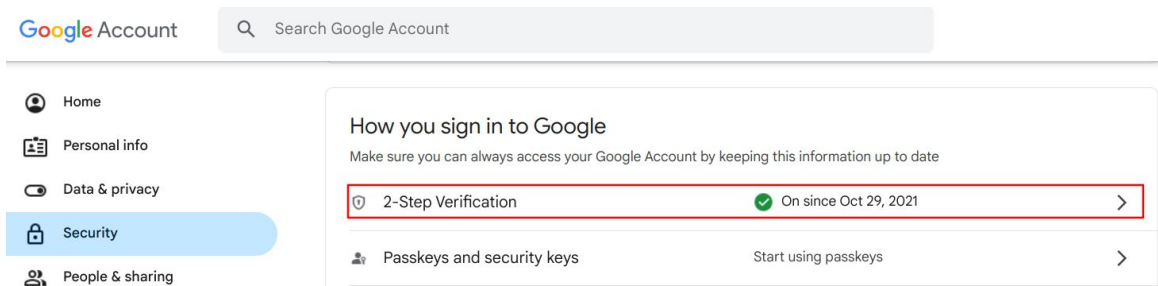 Google Account
Search Google Account
Home
Personal info
Data & privacy
Security
People & sharing
How you sign in to Google
Make sure you can always access your Google Account by keeping this information up to date
2-Step Verification On since Oct 29, 2021
Passkeys and security keys Start using passkeys